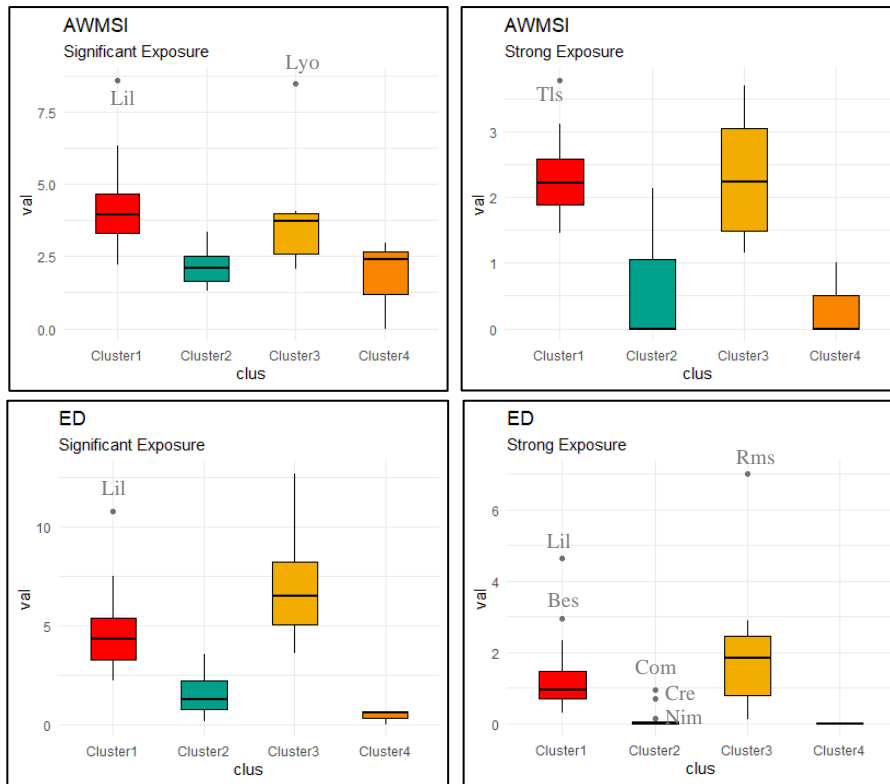 AWMSI
Significant Exposure
Lil
Lyo
val
7.5
5.0
2.5
0.0
Cluster1 Cluster2 Cluster3 Cluster4
clus
AWMSI
Strong Exposure
Tls
val
3
2
1
0
Cluster1 Cluster2 Cluster3 Cluster4
clus
ED
Significant Exposure
Lil
val
10
5
0
Cluster1 Cluster2 Cluster3 Cluster4
clus
ED
Strong Exposure
Rms
Lil
Bes
Com
Cre
Nim
val
6
4
2
0
Cluster1 Cluster2 Cluster3 Cluster4
clus